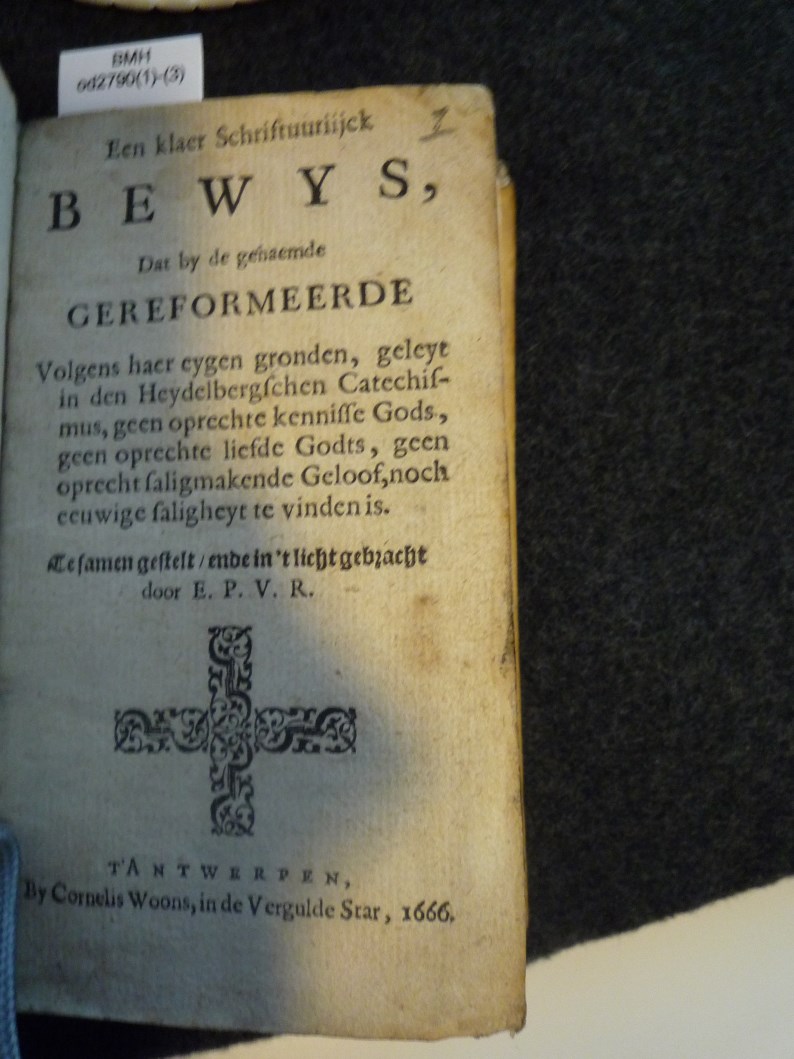 BMH
od2790(1)-(3)
1
Een klaer Schriftuurlijck
BEWYS,
Dat by de genaemde
GEREFORMEERDE
Volgens haer eygen gronden, geleyt
in den Heydelbergſchen Catechiſ-
mus, geen oprechte kenniſſe Gods,
geen oprechte liefde Godts, geen
oprecht ſaligmakende Geloof, noch
eeuwige ſaligheyt te vinden is.
Te ſamen geſtelt / ende in 't licht gebracht
door E. P. V. R.
T'ANTWERPEN,
By Cornelis Woons, in de Vergulde Star, 1666.